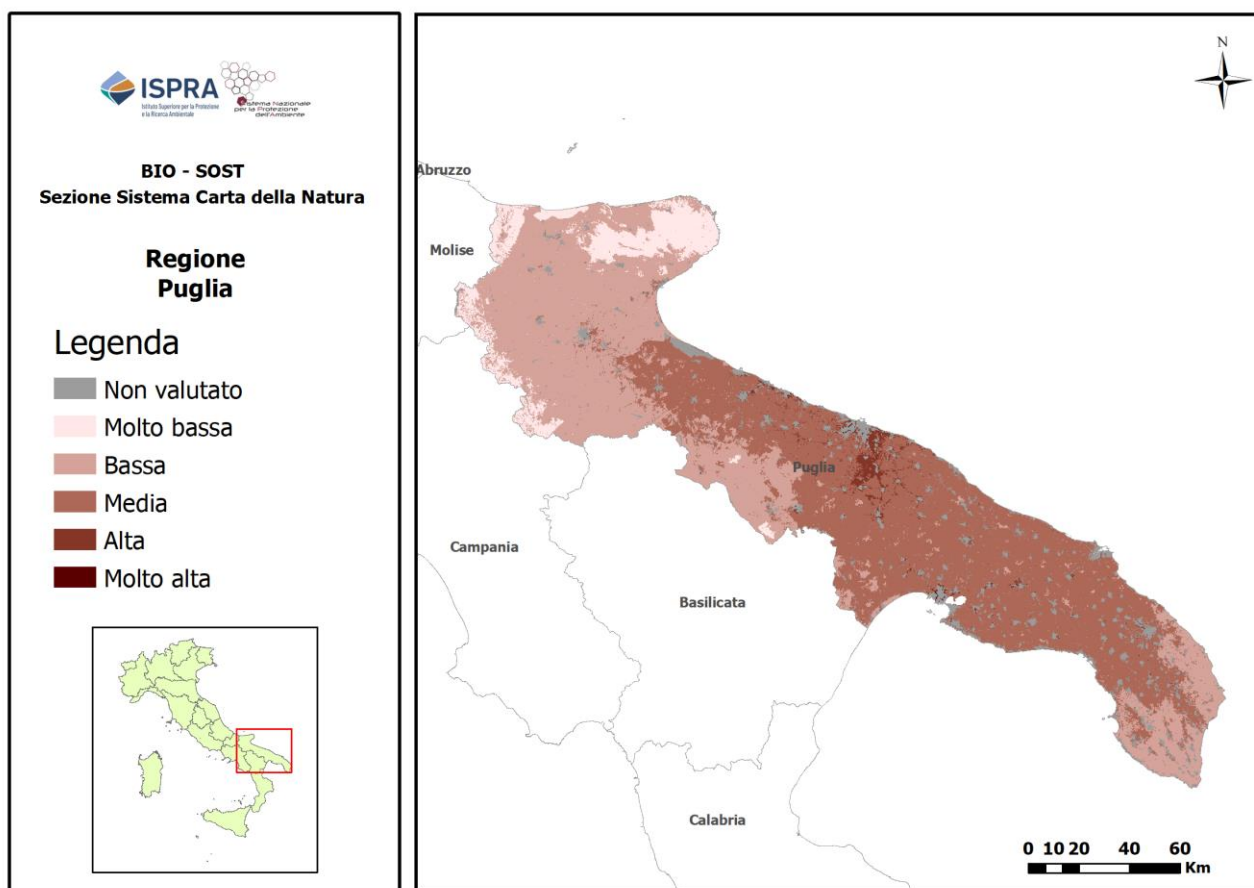 ISPRA
Istituto Superiore per la Protezione
e la Ricerca Ambientale
Sistema Nazionale
per la Protezione
dell'Ambiente
BIO - SOST
Sezione Sistema Carta della Natura
Regione
Puglia
Legenda
Non valutato
Molto bassa
Bassa
Media
Alta
Molto alta
N
Abruzzo
Molise
Puglia
Campania
Basilicata
Calabria
0 10 20 40 60
Km